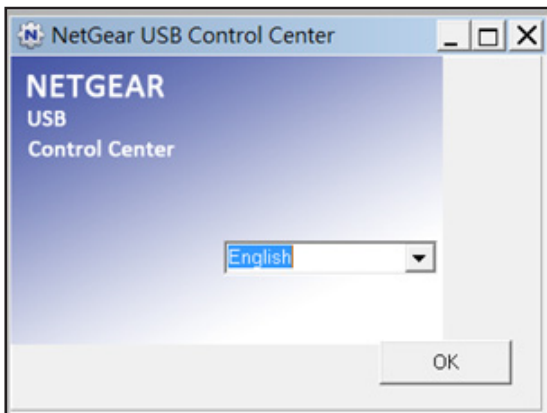 NetGear USB Control Center
NETGEAR
USB
Control Center
English
OK